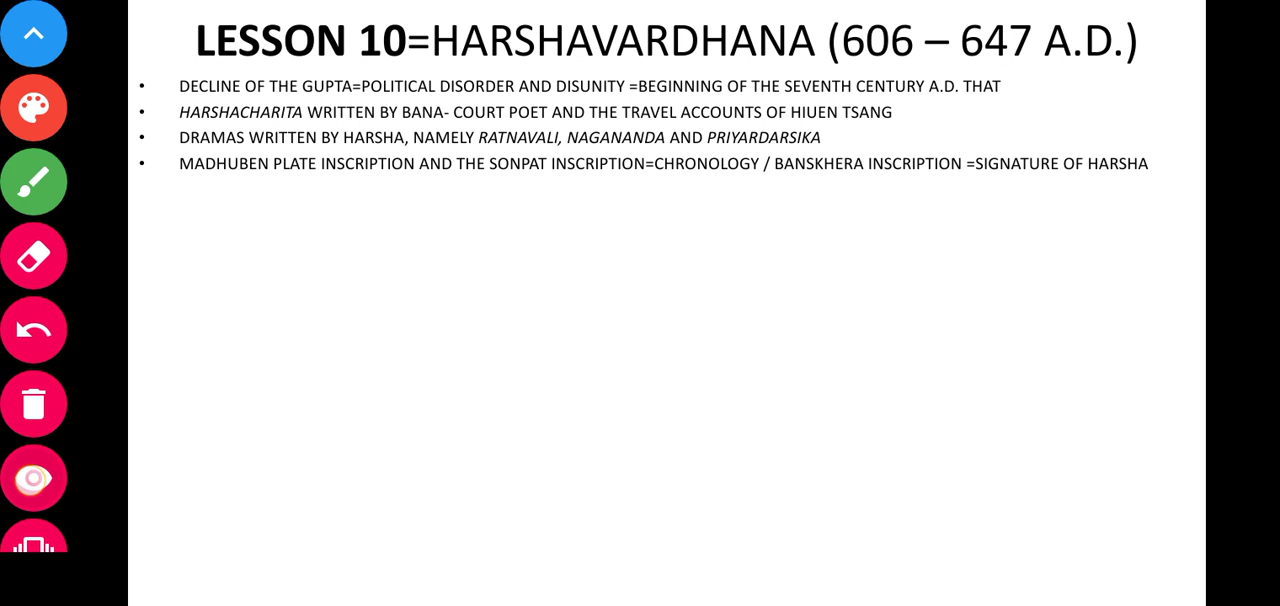 LESSON 10=HARSHAVARDHANA (606 – 647 A.D.)
• DECLINE OF THE GUPTA=POLITICAL DISORDER AND DISUNITY =BEGINNING OF THE SEVENTH CENTURY A.D. THAT
• HARSHACHARITA WRITTEN BY BANA- COURT POET AND THE TRAVEL ACCOUNTS OF HIUEN TSANG
• DRAMAS WRITTEN BY HARSHA, NAMELY RATNAVALI, NAGANANDA AND PRIYARDARSIKA
• MADHUBEN PLATE INSCRIPTION AND THE SONPAT INSCRIPTION=CHRONOLOGY / BANSKHERA INSCRIPTION =SIGNATURE OF HARSHA